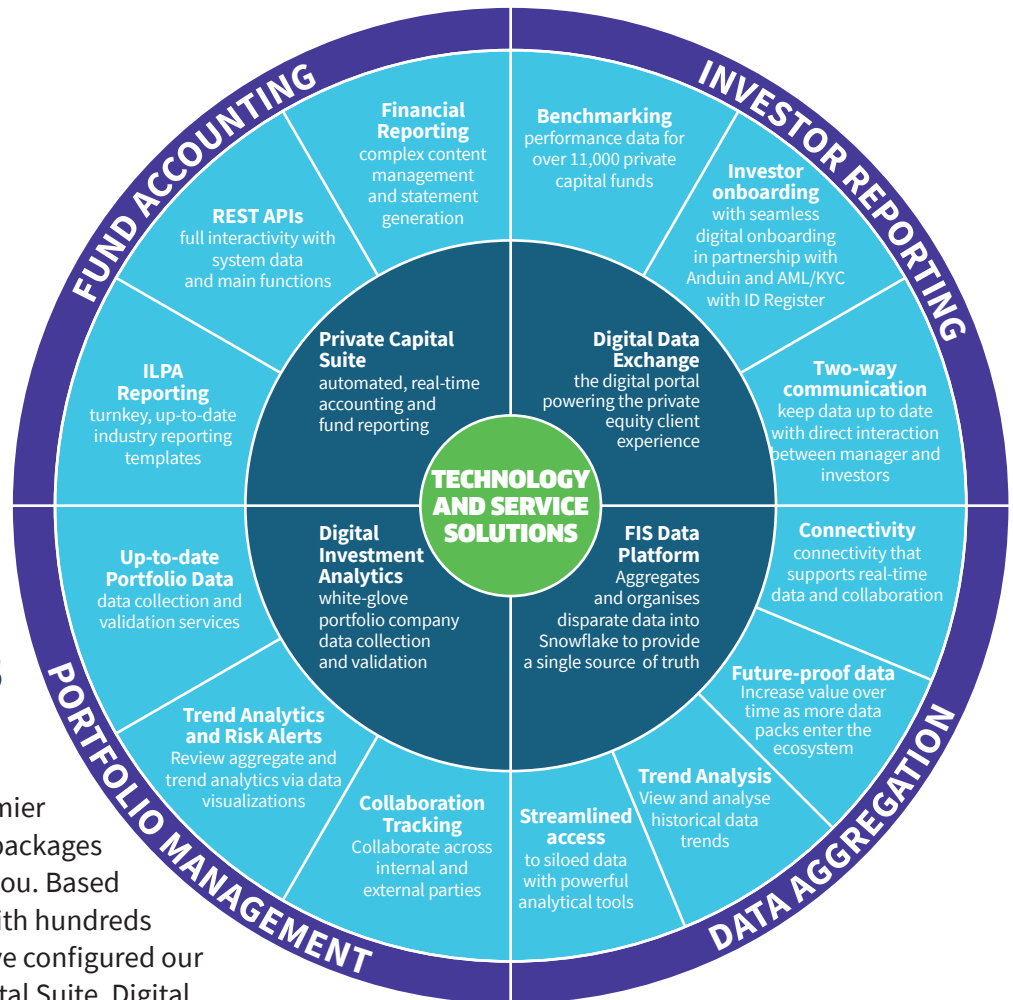 FUND ACCOUNTING
INVESTOR REPORTING
Financial
Reporting
complex content
management
and statement
generation
REST APIs
full interactivity with
system data
and main functions
ILPA
Reporting
turnkey, up-to-date
industry reporting
templates
Private Capital
Suite
automated, real-time
accounting and
fund reporting
Benchmarking
performance data for
over 11,000 private
capital funds
Investor
onboarding
with seamless
digital onboarding
in partnership with
Anduin and AML/KYC
with ID Register
Two-way
communication
keep data up to date
with direct interaction
between manager and
investors
Digital Data
Exchange
the digital portal
powering the private
equity client
experience
TECHNOLOGY
AND SERVICE
SOLUTIONS
Digital
Investment
Analytics
white-glove
portfolio company
data collection
and validation
FIS Data
Platform
Aggregates
and organises
disparate data into
Snowflake to provide
a single source of truth
Up-to-date
Portfolio Data
data collection and
validation services
Trend Analytics
and Risk Alerts
Review aggregate and
trend analytics via data
visualizations
Collaboration
Tracking
Collaborate across
internal and
external parties
Connectivity
connectivity that
supports real-time
data and collaboration
Future-proof data
Increase value over
time as more data
packs enter the
ecosystem
Trend Analysis
View and analyse
historical data
trends
Streamlined
access
to siloed data
with powerful
analytical tools
PORTFOLIO MANAGEMENT
DATA AGGREGATION
packages
ou. Based
ith hundreds
ve configured our
tal Suite, Digital